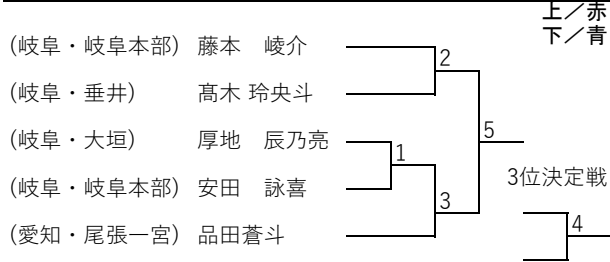 上／赤
下／青
(岐阜・岐阜本部) 藤本　崚介
2
(岐阜・垂井) 髙木 玲央斗
5
(岐阜・大垣) 厚地　辰乃亮
1
3位決定戦
(岐阜・岐阜本部) 安田　詠喜
3
4
(愛知・尾張一宮) 品田蒼斗